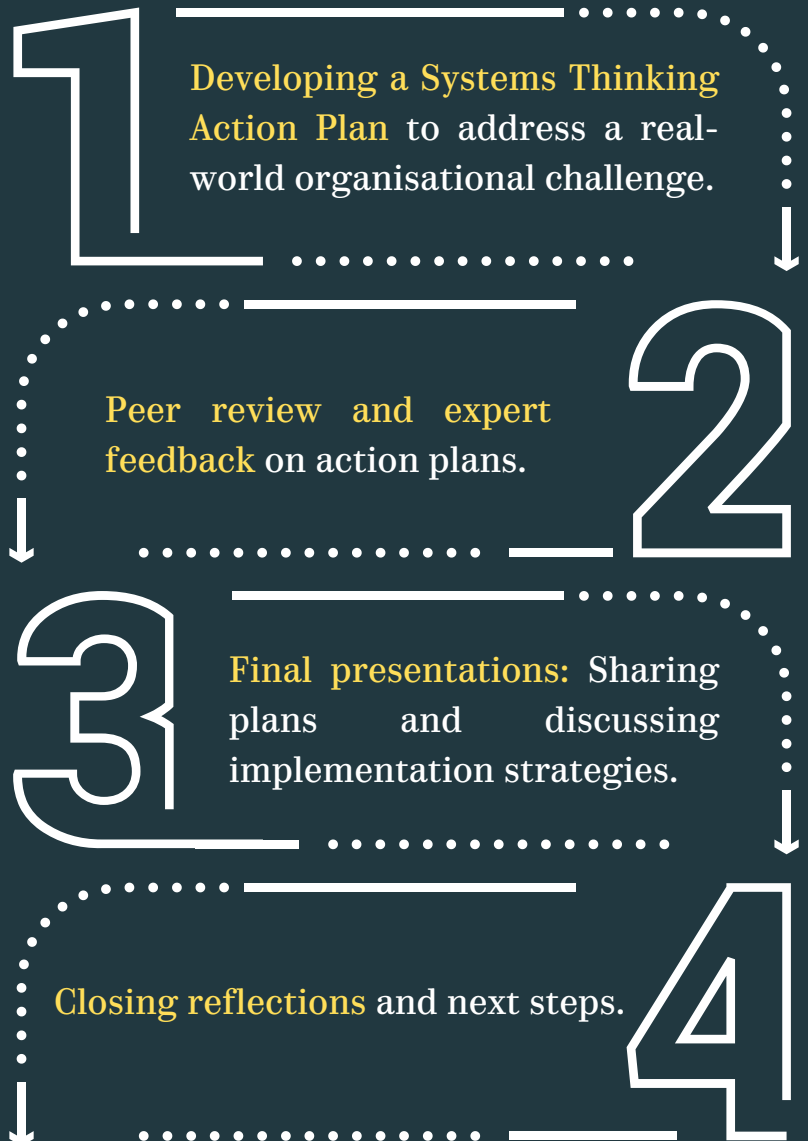 1
Developing a Systems Thinking
Action Plan to address a real-
world organisational challenge.
2
Peer review and expert
feedback on action plans.
3
Final presentations: Sharing
plans and discussing
implementation strategies.
4
Closing reflections and next steps.